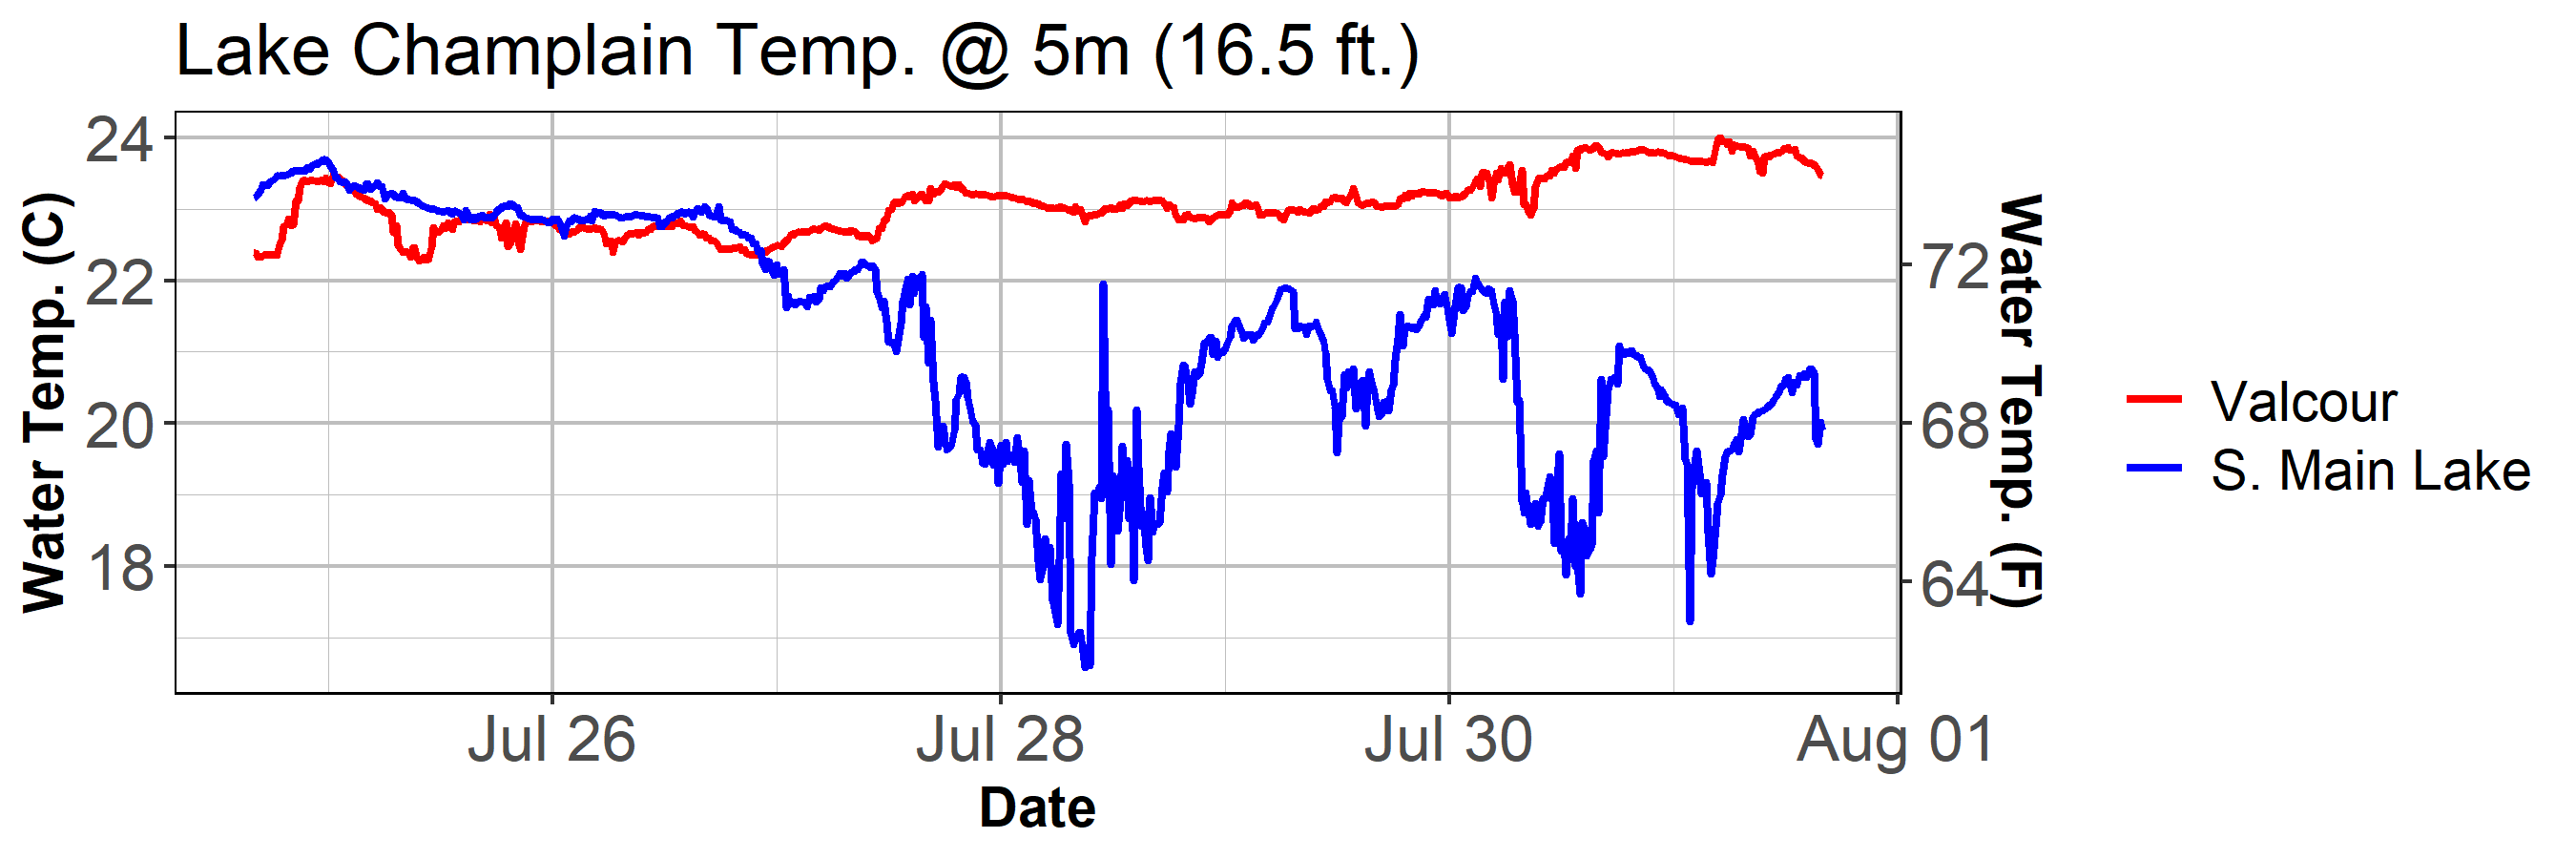 Lake Champlain Temp. @ 5m (16.5 ft.)
Water Temp. (C)
24
22
20
18
72
68
64
Water Temp. (F)
Jul 26
Jul 28
Jul 30
Aug 01
Date
Valcour
S. Main Lake